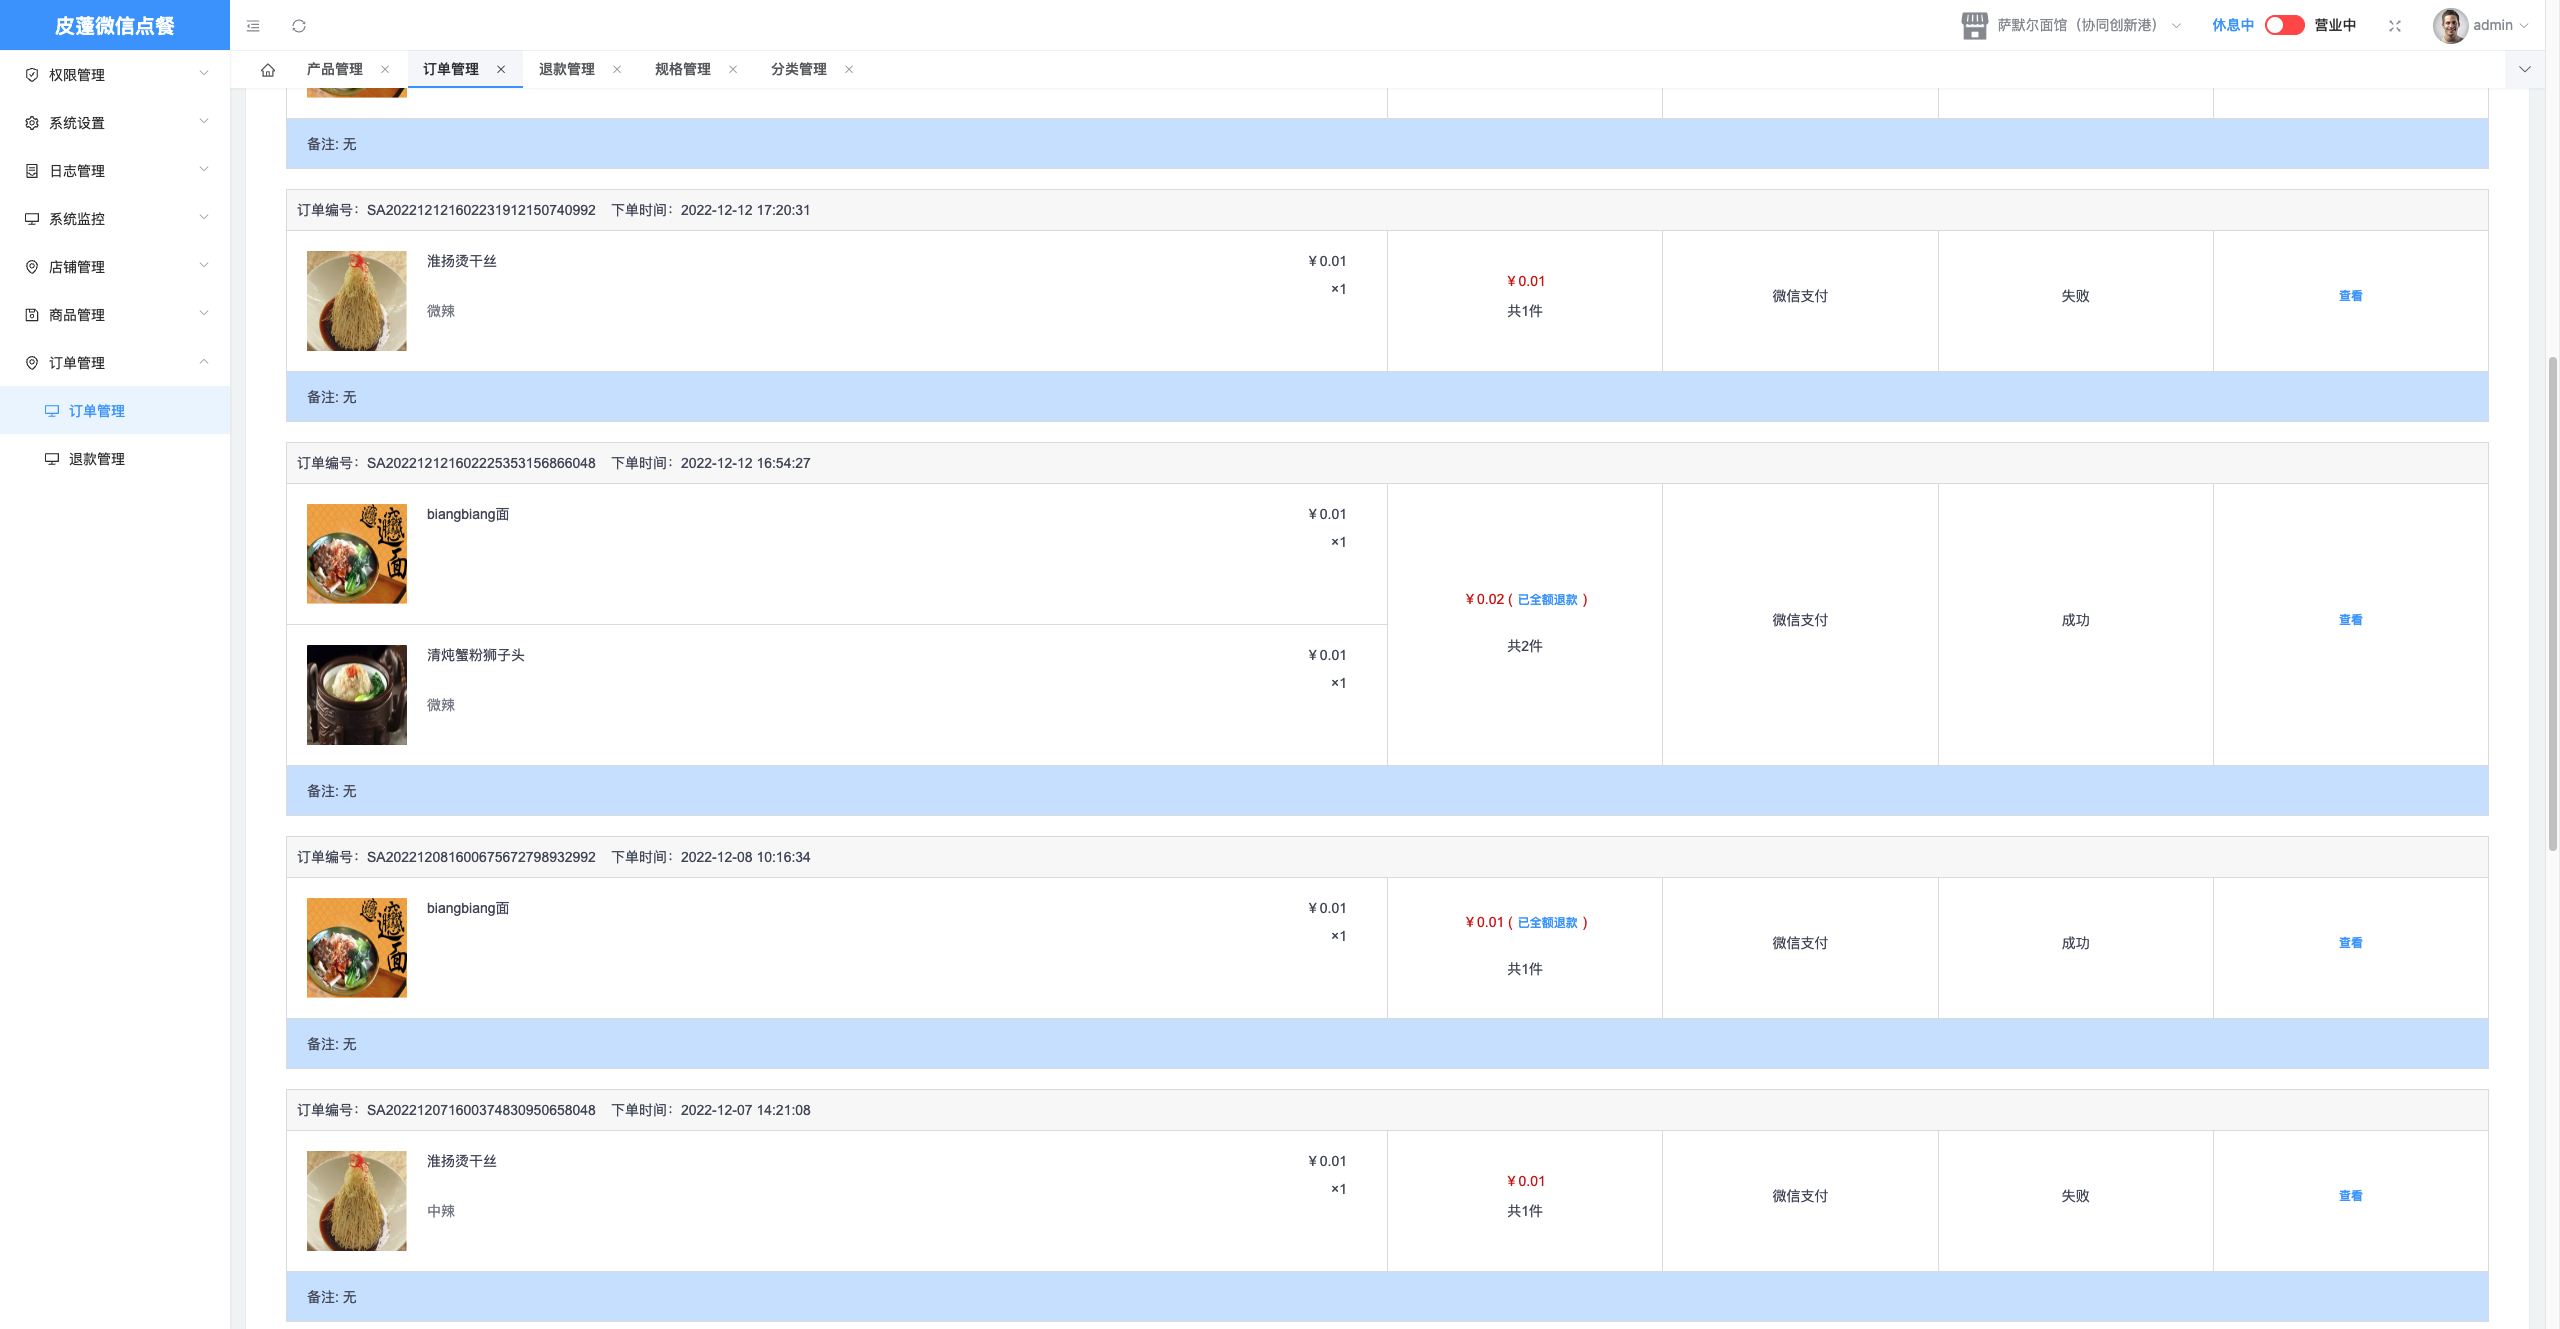 皮蓬微信点餐
萨默尔面馆（协同创新港）
休息中
营业中
admin
权限管理
系统设置
日志管理
系统监控
店铺管理
商品管理
订单管理
订单管理
退款管理
产品管理
订单管理
退款管理
规格管理
分类管理
备注: 无
订单编号：SA202212121602231912150740992 下单时间：2022-12-12 17:20:31
淮扬烫干丝
微辣
￥0.01
×1
￥0.01
共1件
微信支付
失败
查看
备注: 无
订单编号：SA202212121602225353156866048 下单时间：2022-12-12 16:54:27
biangbiang面
￥0.01
×1
清炖蟹粉狮子头
微辣
￥0.01
×1
￥0.02 ( 已全额退款 )
共2件
微信支付
成功
查看
备注: 无
订单编号：SA202212081600675672798932992 下单时间：2022-12-08 10:16:34
biangbiang面
￥0.01
×1
￥0.01 ( 已全额退款 )
共1件
微信支付
成功
查看
备注: 无
订单编号：SA202212071600374830950658048 下单时间：2022-12-07 14:21:08
淮扬烫干丝
中辣
￥0.01
×1
￥0.01
共1件
微信支付
失败
查看
备注: 无